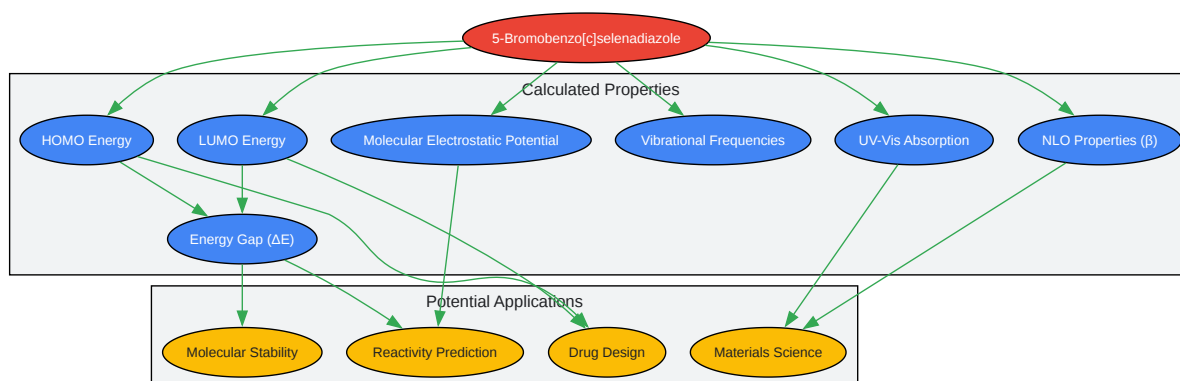 5-Bromobenzo[c]selenadiazole
Calculated Properties
HOMO Energy
LUMO Energy
Molecular Electrostatic Potential
Vibrational Frequencies
UV-Vis Absorption
NLO Properties (β)
Energy Gap (ΔE)
Potential Applications
Molecular Stability
Reactivity Prediction
Drug Design
Materials Science